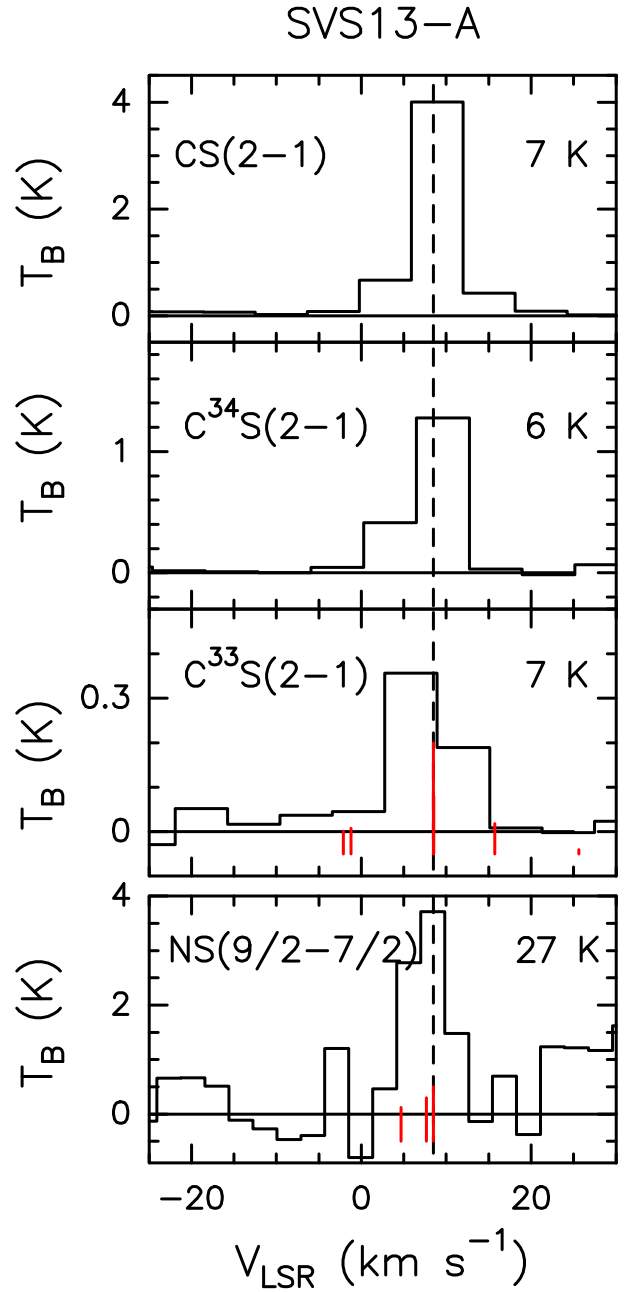 SVS13-A
4
CS(2-1) 7 K
T_B (K)
2
0
C³⁴S(2-1) 6 K
1
T_B (K)
0
C³³S(2-1) 7 K
0.3
T_B (K)
0
4
NS(9/2-7/2) 27 K
T_B (K)
2
0
-20 0 20
V_LSR (km s⁻¹)